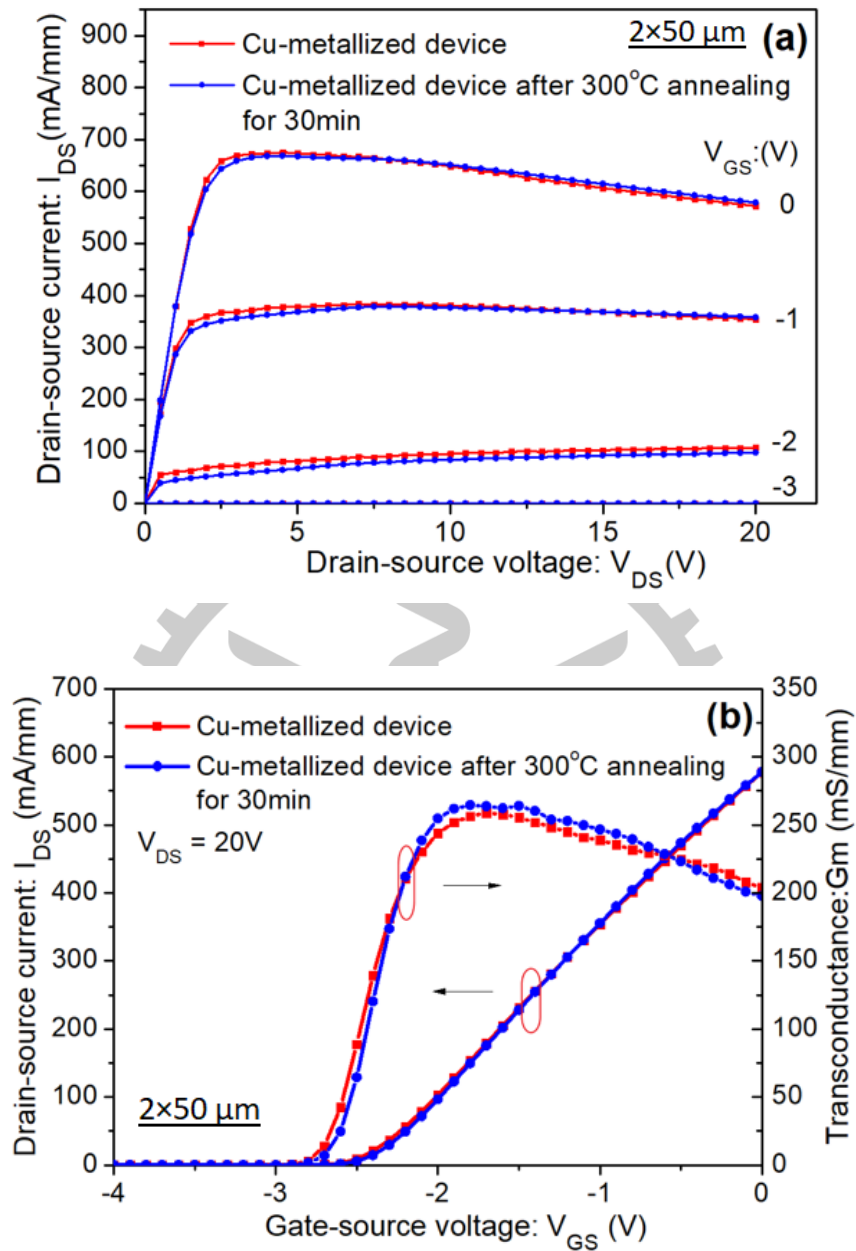 900
800
700
600
500
400
300
200
100
0
Drain-source current: I_DS (mA/mm)
Cu-metallized device
Cu-metallized device after 300°C annealing
for 30min
2×50 μm
(a)
V_GS:(V)
0
-1
-2
-3
0 5 10 15 20
Drain-source voltage: V_DS(V)
700
600
500
400
300
200
100
0
Drain-source current: I_DS (mA/mm)
Cu-metallized device
Cu-metallized device after 300°C annealing
for 30min
V_DS = 20V
(b)
2×50 μm
350
300
250
200
150
100
50
0
Transconductance:Gm (mS/mm)
-4 -3 -2 -1 0
Gate-source voltage: V_GS (V)